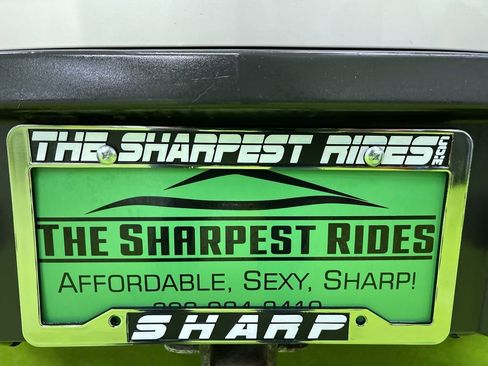 THE SHARPEST RIDES.COM
THE SHARPEST RIDES
AFFORDABLE, SEXY, SHARP!
SHARP